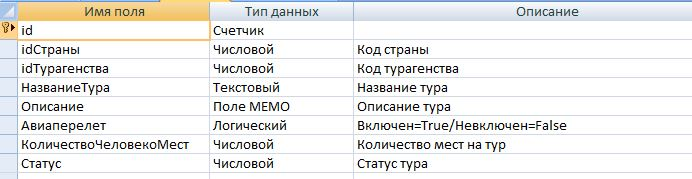 Имя поля Тип данных Описание
id Счетчик
idСтраны Числовой Код страны
idТурагенства Числовой Код турагенства
НазваниеТура Текстовый Название тура
Описание Поле МЕМО Описание тура
Авиаперелет Логический Включен=True/Невключен=False
КоличествоЧеловекоМест Числовой Количество мест на тур
Статус Числовой Статус тура